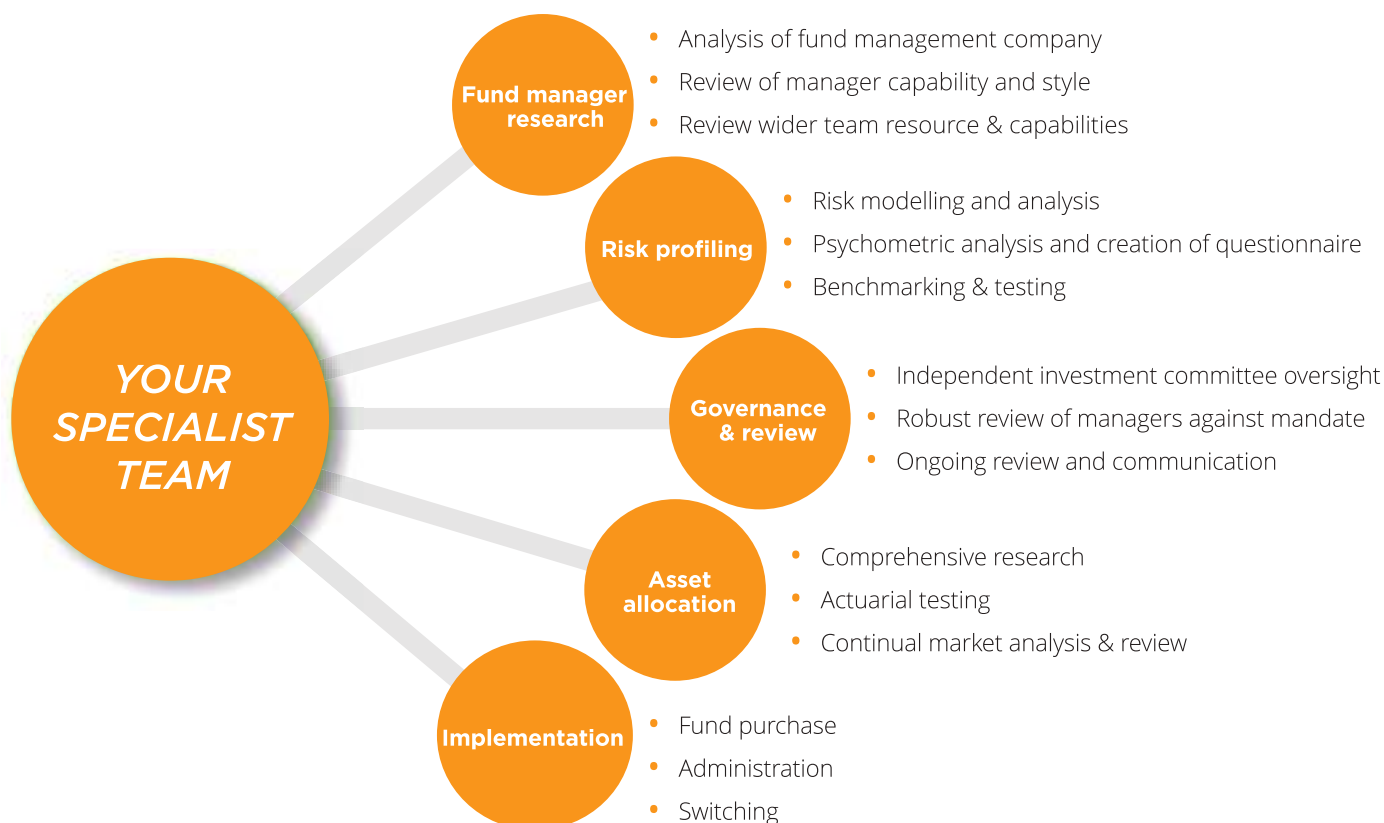 YOUR
SPECIALIST
TEAM
Fund manager
research
• Analysis of fund management company
• Review of manager capability and style
• Review wider team resource & capabilities
Risk profiling
• Risk modelling and analysis
• Psychometric analysis and creation of questionnaire
• Benchmarking & testing
Governance
& review
• Independent investment committee oversight
• Robust review of managers against mandate
• Ongoing review and communication
Asset
allocation
• Comprehensive research
• Actuarial testing
• Continual market analysis & review
Implementation
• Fund purchase
• Administration
• Switching